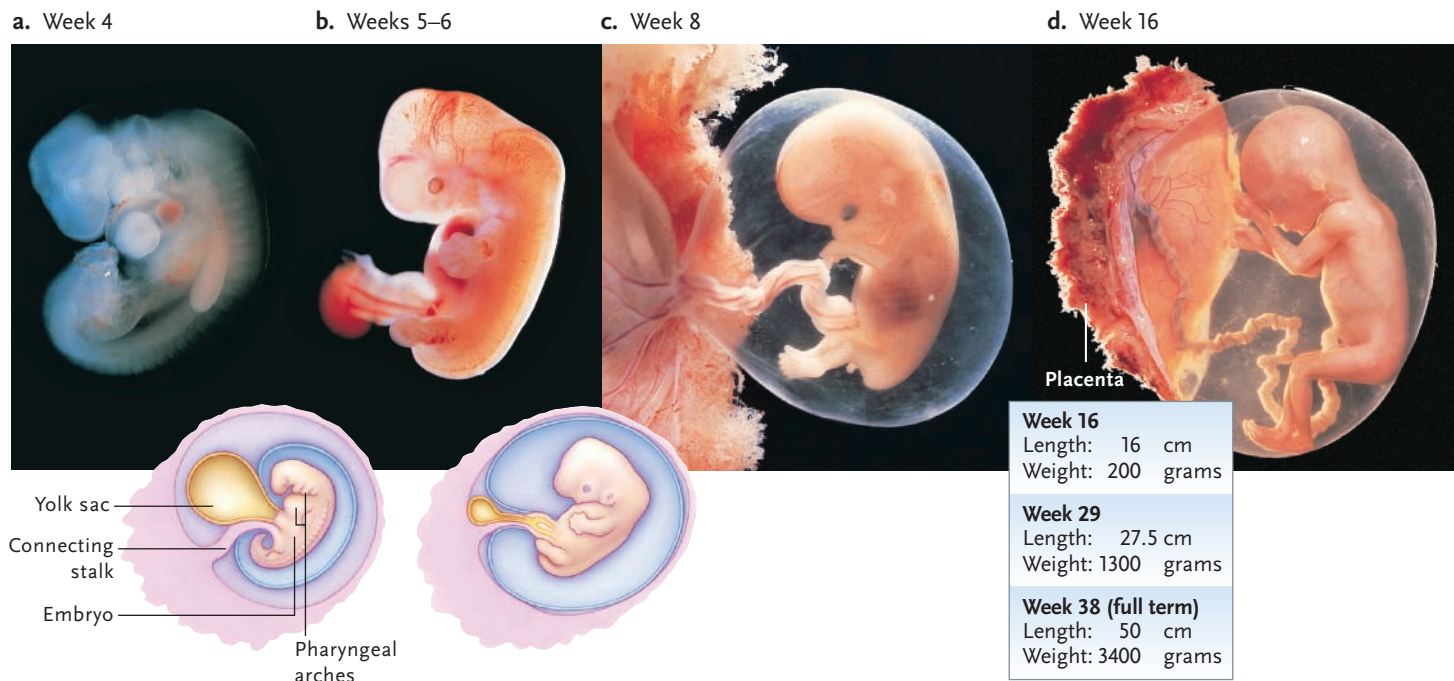 a. Week 4
b. Weeks 5–6
c. Week 8
d. Week 16
Placenta
Yolk sac
Connecting
stalk
Embryo
Pharyngeal
arches
Week 16
Length: 16 cm
Weight: 200 grams
Week 29
Length: 27.5 cm
Weight: 1300 grams
Week 38 (full term)
Length: 50 cm
Weight: 3400 grams